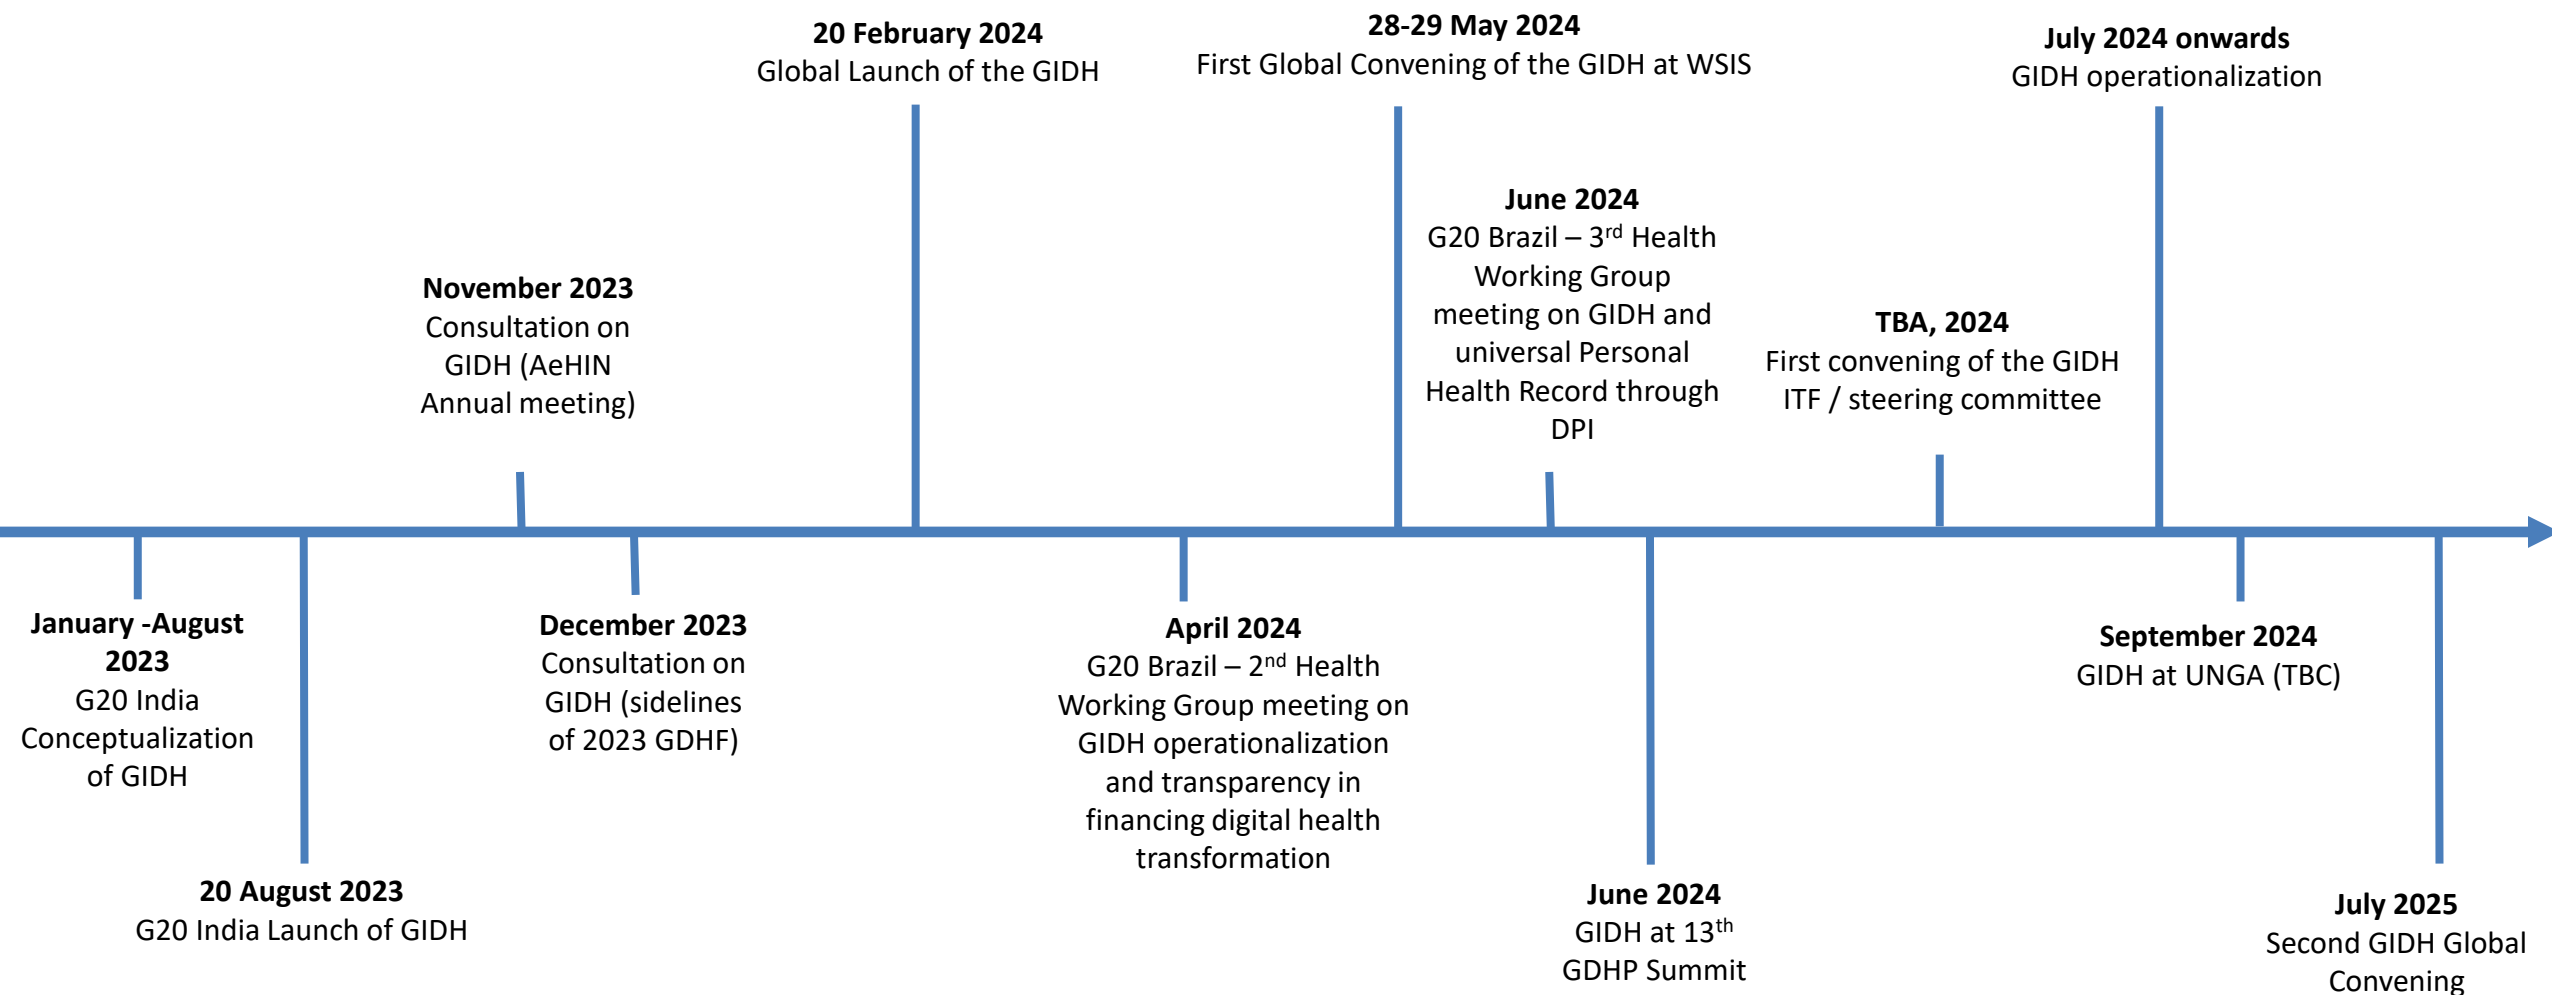 20 February 2024
Global Launch of the GIDH
28-29 May 2024
First Global Convening of the GIDH at WSIS
July 2024 onwards
GIDH operationalization
June 2024
G20 Brazil – 3rd Health
Working Group
meeting on GIDH and
universal Personal
Health Record through
DPI
November 2023
Consultation on
GIDH (AeHIN
Annual meeting)
TBA, 2024
First convening of the GIDH
ITF / steering committee
January -August
2023
G20 India
Conceptualization
of GIDH
December 2023
Consultation on
GIDH (sidelines
of 2023 GDHF)
April 2024
G20 Brazil – 2nd Health
Working Group meeting on
GIDH operationalization
and transparency in
financing digital health
transformation
September 2024
GIDH at UNGA (TBC)
20 August 2023
G20 India Launch of GIDH
June 2024
GIDH at 13th
GDHP Summit
July 2025
Second GIDH Global
Convening